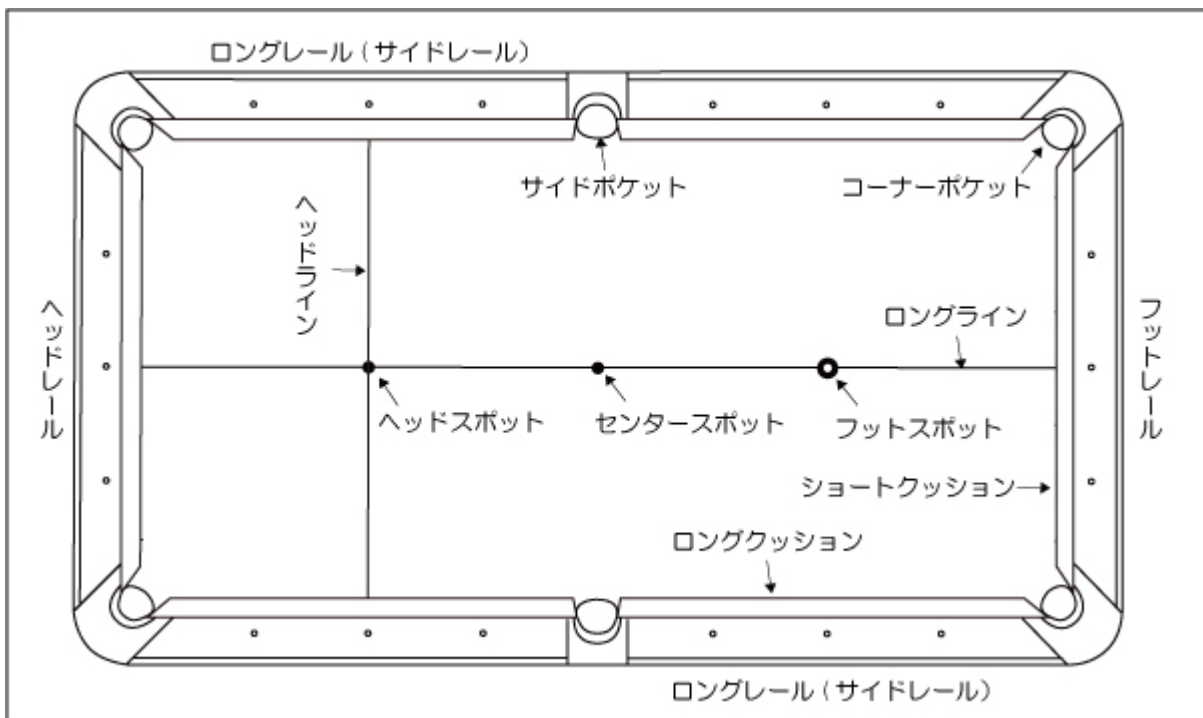 ロングレール ( サイドレール )
サイドポケット
コーナーポケット
ヘッドライン
ヘッドレール
ロングライン
フットレール
ヘッドスポット
センタースポット
フットスポット
ショートクッション
ロングクッション
ロングレール ( サイドレール )